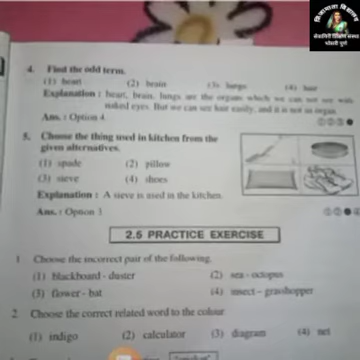 4. Find the odd term.
(1) heart (2) brain (3) lungs (4) hair
Explanation : heart, brain, lungs are the organs which we can not see with
naked eyes. But we can see hair easily, and it is not an organ.
Ans. : Option 4
①②③●
5. Choose the thing used in kitchen from the
given alternatives.
(1) spade (2) pillow
(3) sieve (4) shoes
Explanation : A sieve is used in the kitchen.
Ans. : Option 3
①②●④
2.5 PRACTICE EXERCISE
1 Choose the incorrect pair of the following.
(1) blackboard - duster (2) sea - octopus
(3) flower - bat (4) insect – grasshopper
2. Choose the correct related word to the colour
(1) indigo (2) calculator (3) diagram (4) net